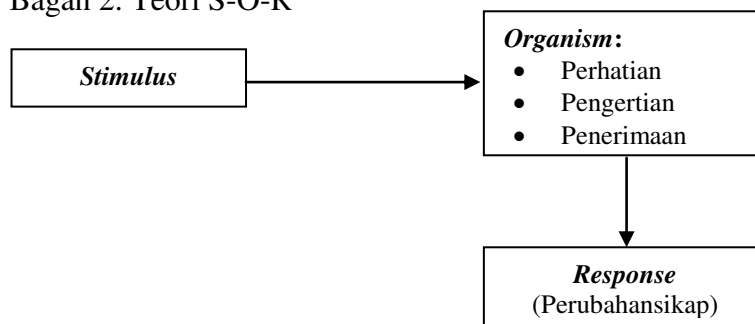 Bagan 2. Teori S-O-R
Stimulus
Organism:
• Perhatian
• Pengertian
• Penerimaan
Response
(Perubahansikap)